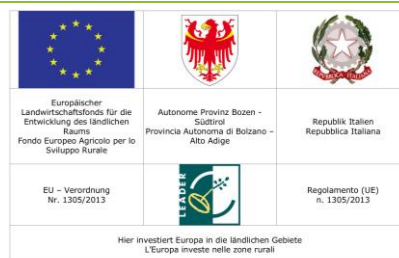 Europäischer
Landwirtschaftsfonds für die
Entwicklung des ländlichen
Raums
Fondo Europeo Agricolo per lo
Sviluppo Rurale
Autonome Provinz Bozen -
Südtirol
Provincia Autonoma di Bolzano –
Alto Adige
Republik Italien
Repubblica Italiana
EU – Verordnung
Nr. 1305/2013
LEADER
Regolamento (UE)
n. 1305/2013
Hier investiert Europa in die ländlichen Gebiete
L'Europa investe nelle zone rurali